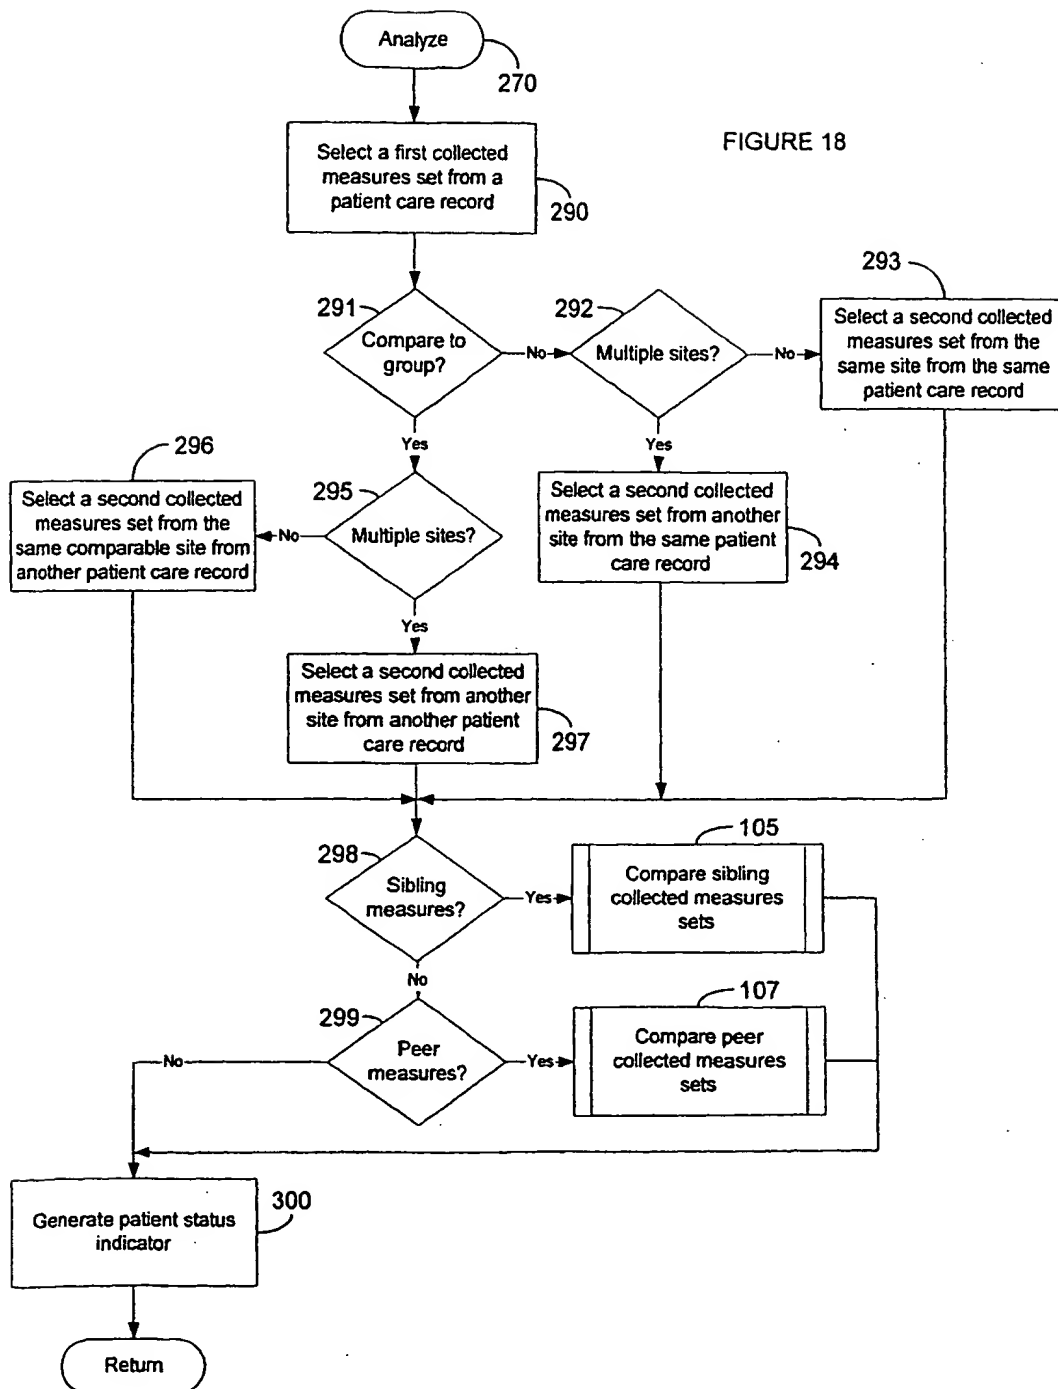 Analyze
270
FIGURE 18
Select a first collected
measures set from a
patient care record
290
293
291
Compare to
group?
No
292
Multiple sites?
No
Select a second collected
measures set from the
same site from the same
patient care record
Yes
Yes
296
Select a second collected
measures set from the
same comparable site from
another patient care record
No
295
Multiple sites?
Select a second collected
measures set from another
site from the same patient
care record
294
Yes
Select a second collected
measures set from another
site from another patient
care record
297
298
Sibling
measures?
Yes
105
Compare sibling
collected measures
sets
No
299
Peer
measures?
No
Yes
107
Compare peer
collected measures
sets
Generate patient status
indicator
300
Return